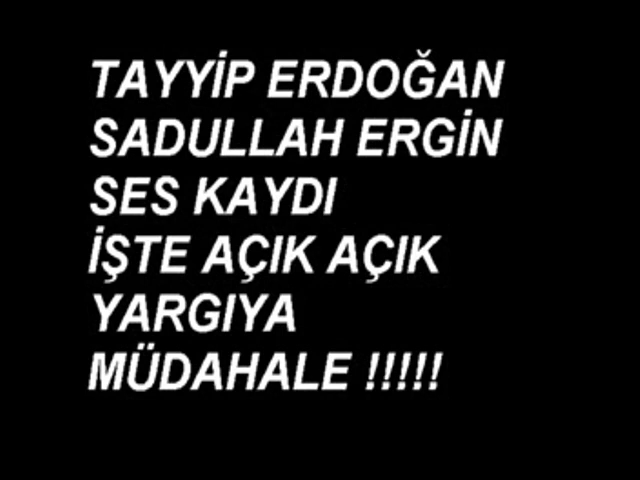 TAYYİP ERDOĞAN
SADULLAH ERGİN
SES KAYDI
İŞTE AÇIK AÇIK
YARGIYA
MÜDAHALE !!!!!